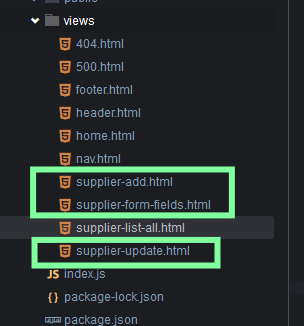 public
views
404.html
500.html
footer.html
header.html
home.html
nav.html
supplier-add.html
supplier-form-fields.html
supplier-list-all.html
supplier-update.html
JS index.js
{ } package-lock.json
package.json